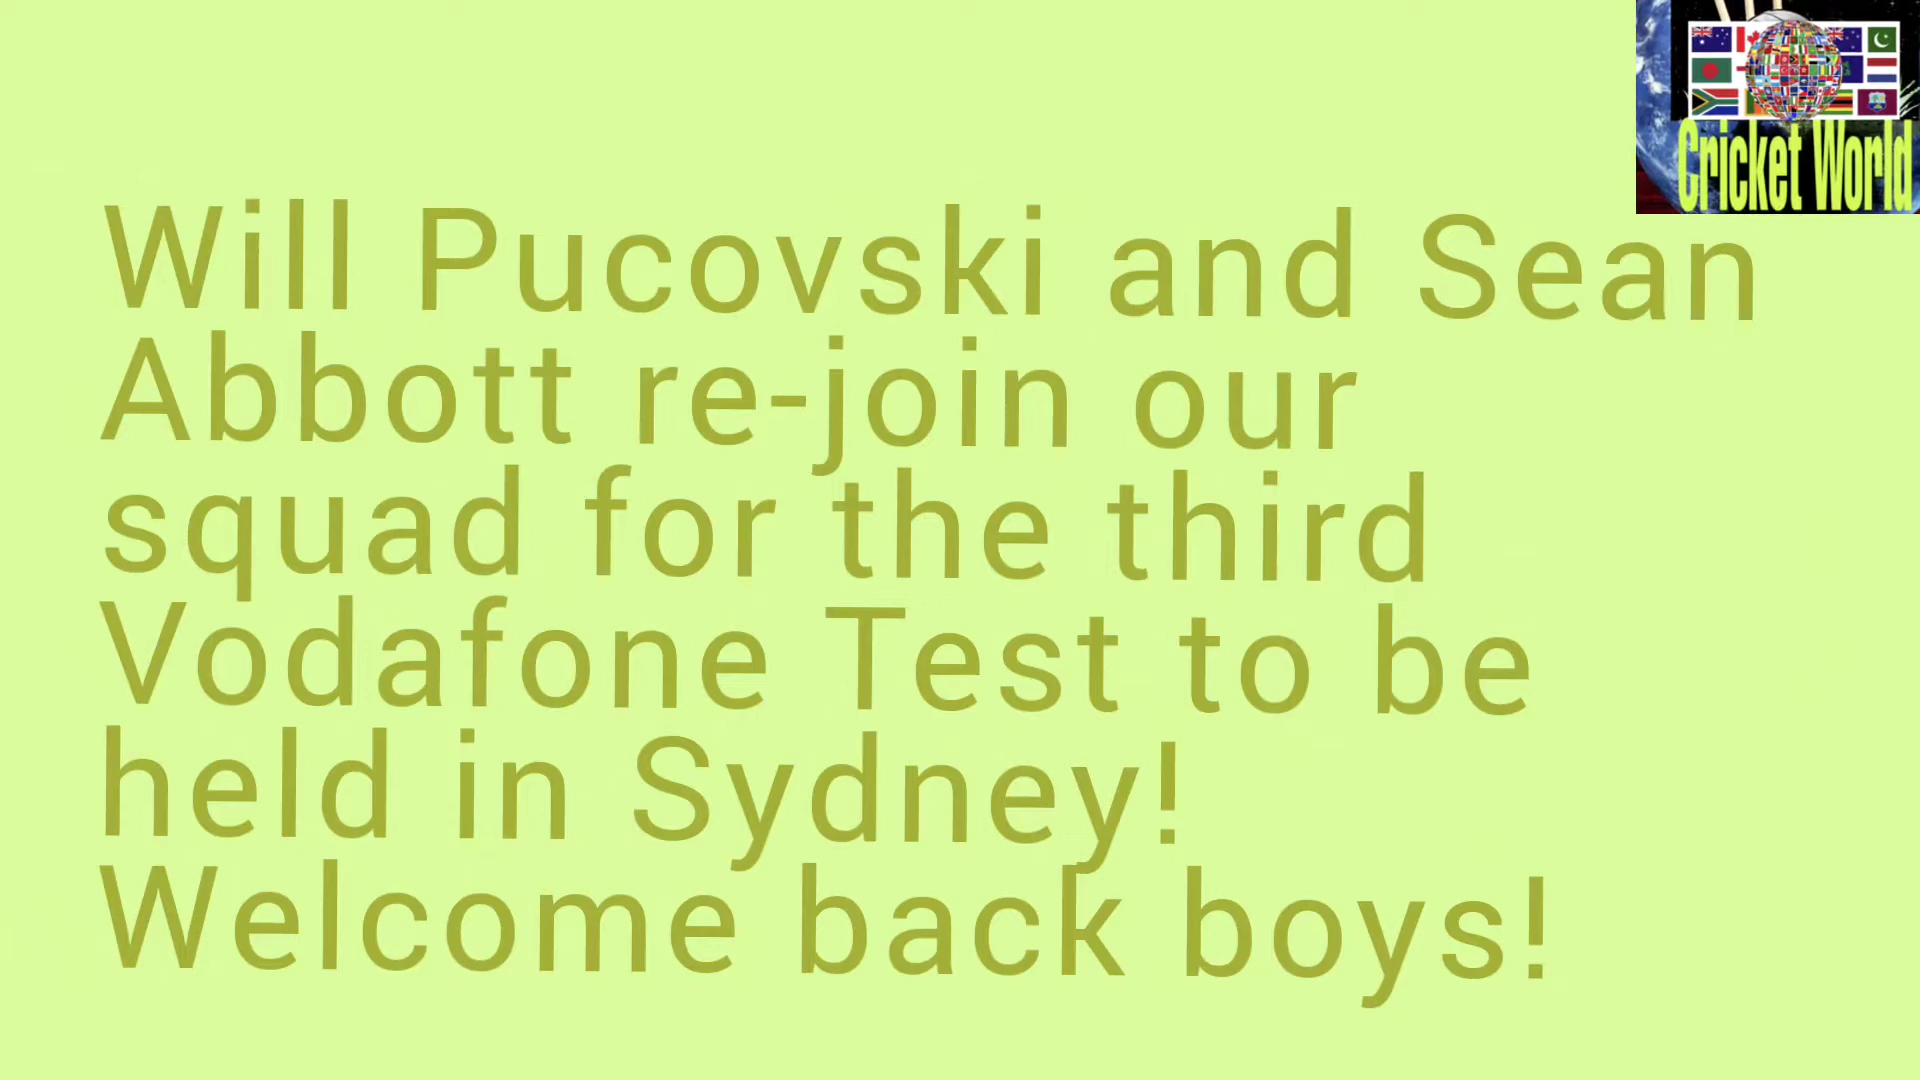 Cricket World
Will Pucovski and Sean
Abbott re-join our
squad for the third
Vodafone Test to be
held in Sydney!
Welcome back boys!